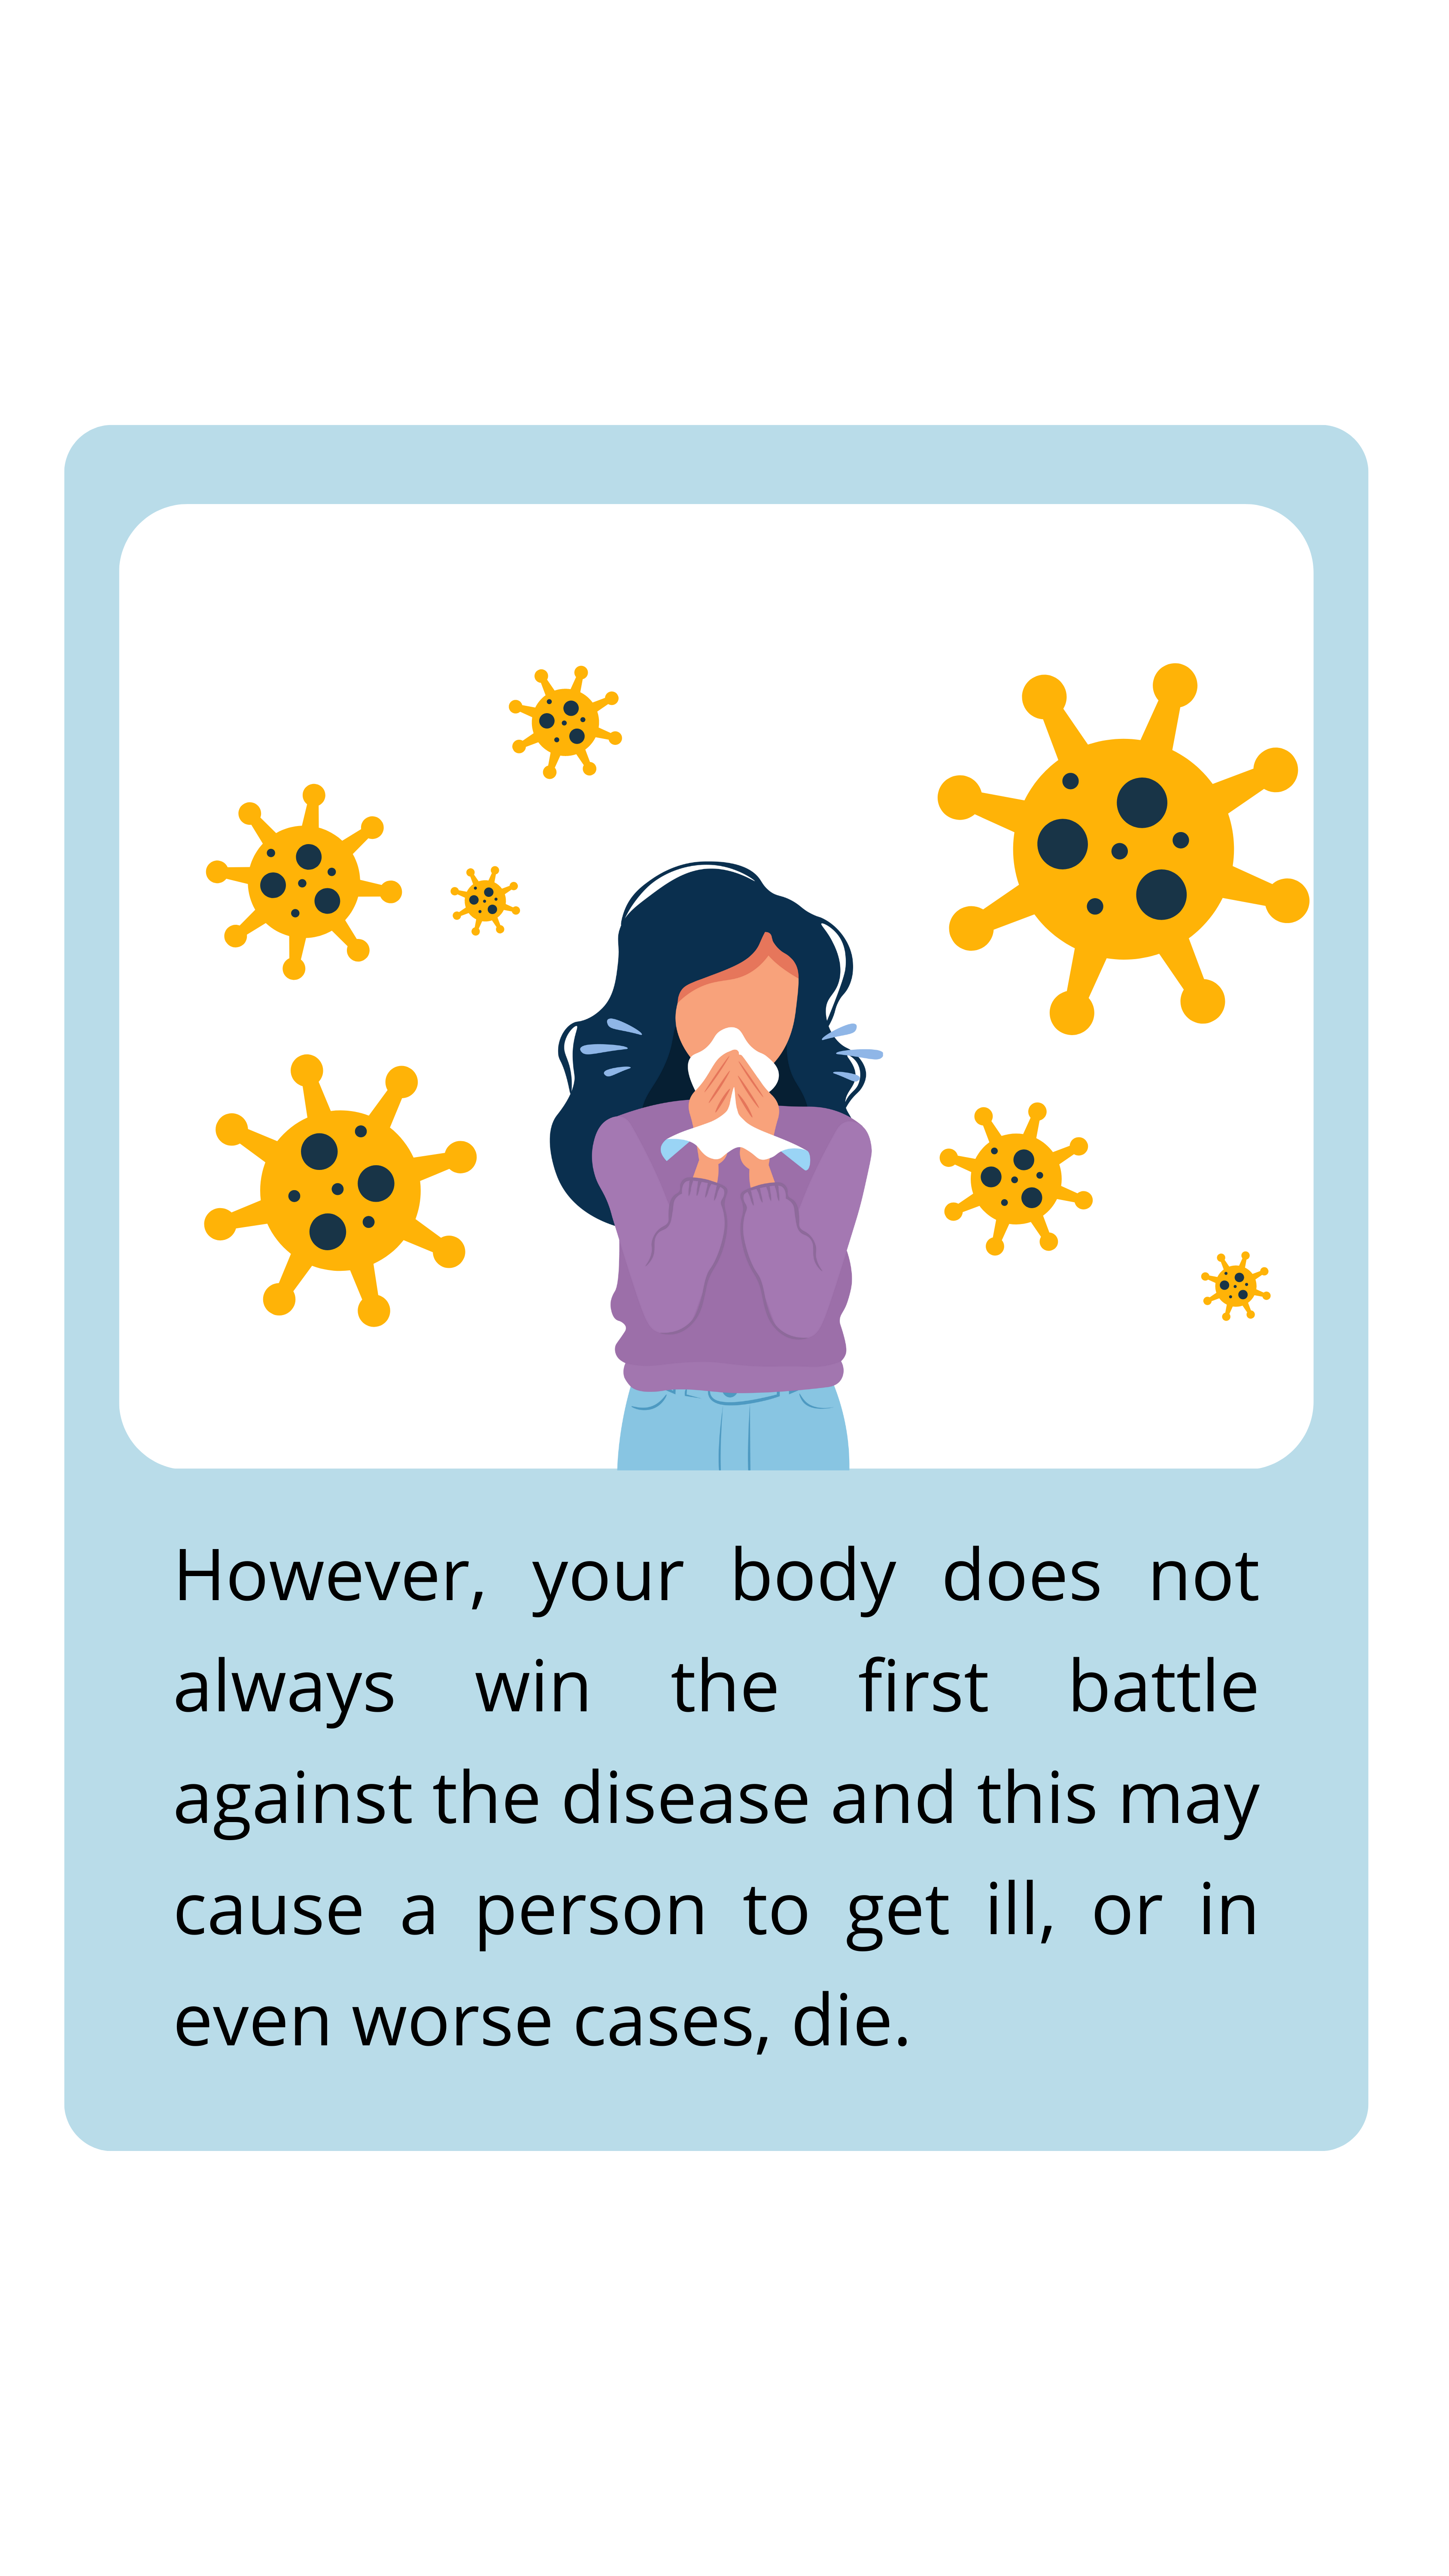 However, your body does not
always win the first battle
against the disease and this may
cause a person to get ill, or in
even worse cases, die.